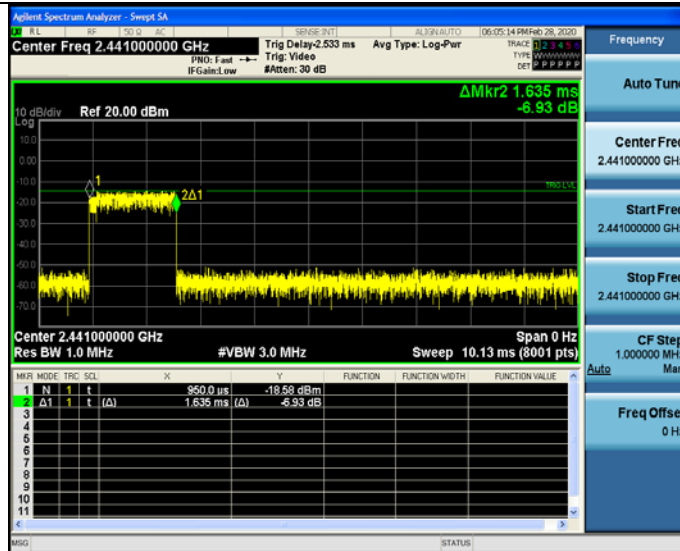 Agilent Spectrum Analyzer - Swept SA
RL RF 50 Ω AC SENSE:INT ALIGNAUTO 06:05:14 PM Feb 28, 2020
Center Freq 2.441000000 GHz Trig Delay-2.533 ms Avg Type: Log-Pwr TRACE 1 2 3 4 5 6
PNO: Fast Trig: Video TYPE
IFGain:Low #Atten: 30 dB DET P P P P P P
ΔMkr2 1.635 ms
10 dB/div Ref 20.00 dBm -6.93 dB
Log
10.0
0.00
1
-10.0 2Δ1 TRIG LVL
-20.0
-30.0
-40.0
-50.0
-60.0
-70.0
Center 2.441000000 GHz Span 0 Hz
Res BW 1.0 MHz #VBW 3.0 MHz Sweep 10.13 ms (8001 pts)
MKR MODE TRC SCL X Y FUNCTION FUNCTION WIDTH FUNCTION VALUE
1 N 1 t 950.0 µs -18.58 dBm
2 Δ1 1 t (Δ) 1.635 ms (Δ) -6.93 dB
3
4
5
6
7
8
9
10
11
MSG STATUS
Frequency
Auto Tune
Center Freq
2.441000000 GHz
Start Freq
2.441000000 GHz
Stop Freq
2.441000000 GHz
CF Step
1.000000 MHz
Auto Man
Freq Offset
0 Hz